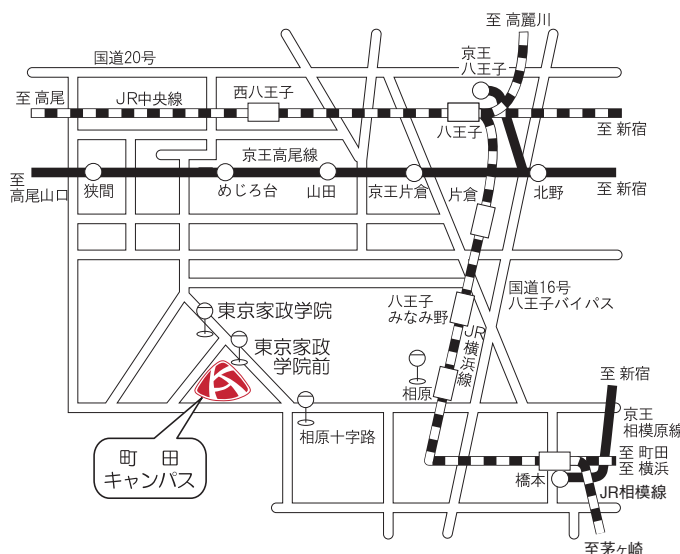 至 高麗川
国道20号
京王
八王子
至 高尾
JR中央線
西八王子
八王子
至 新宿
京王高尾線
至
高尾山口
狭間
めじろ台
山田
京王片倉
片倉
北野
至 新宿
国道16号
八王子バイパス
八王子
みなみ野
東京家政学院
東京家政
学院前
JR
横浜線
相原
至 新宿
京王
相模原線
相原十字路
町田
キャンパス
至 町田
至 横浜
橋本
JR相模線
至茅ヶ崎